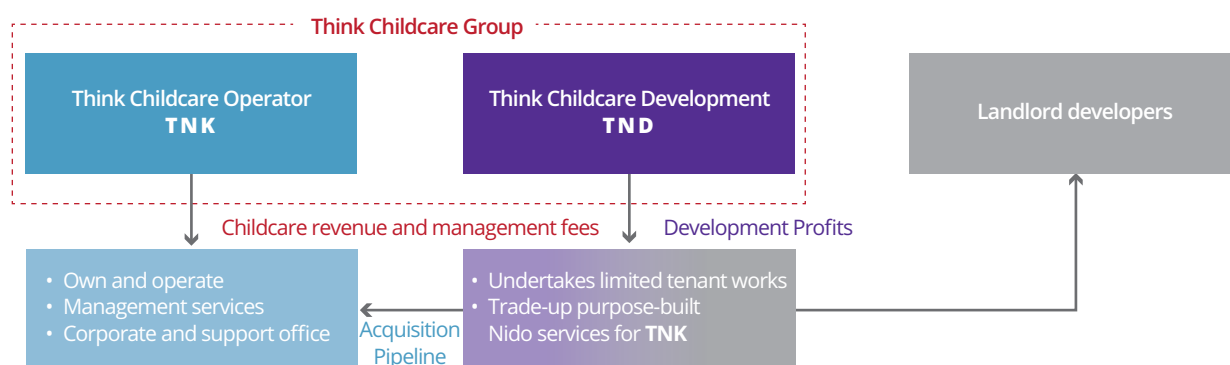 Think Childcare Group
Think Childcare Operator
TNK
Think Childcare Development
TND
Landlord developers
Childcare revenue and management fees
Development Profits
• Own and operate
• Management services
• Corporate and support office
Acquisition
Pipeline
• Undertakes limited tenant works
• Trade-up purpose-built
Nido services for TNK